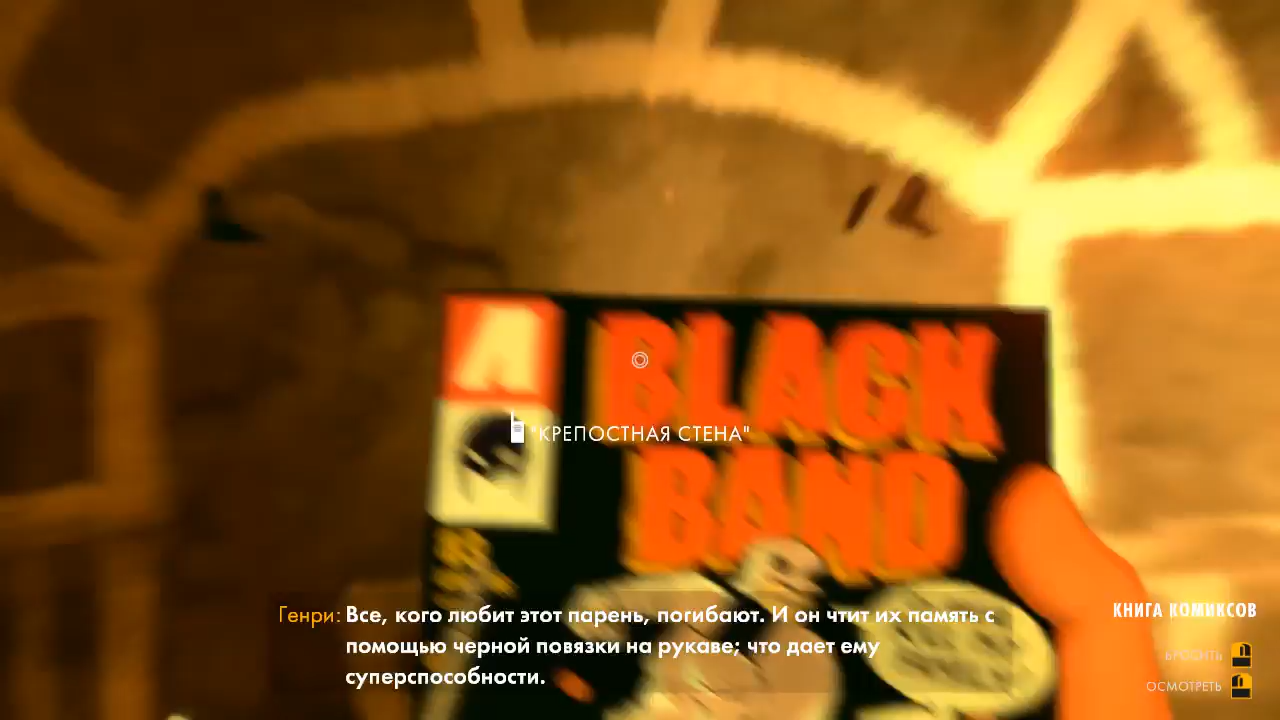 A
BLACK
BAND
"КРЕПОСТНАЯ СТЕНА"
Генри: Все, кого любит этот парень, погибают. И он чтит их память с
помощью черной повязки на рукаве; что дает ему
суперспособности.
КНИГА КОМИКСОВ
БРОСИТЬ
ОСМОТРЕТЬ